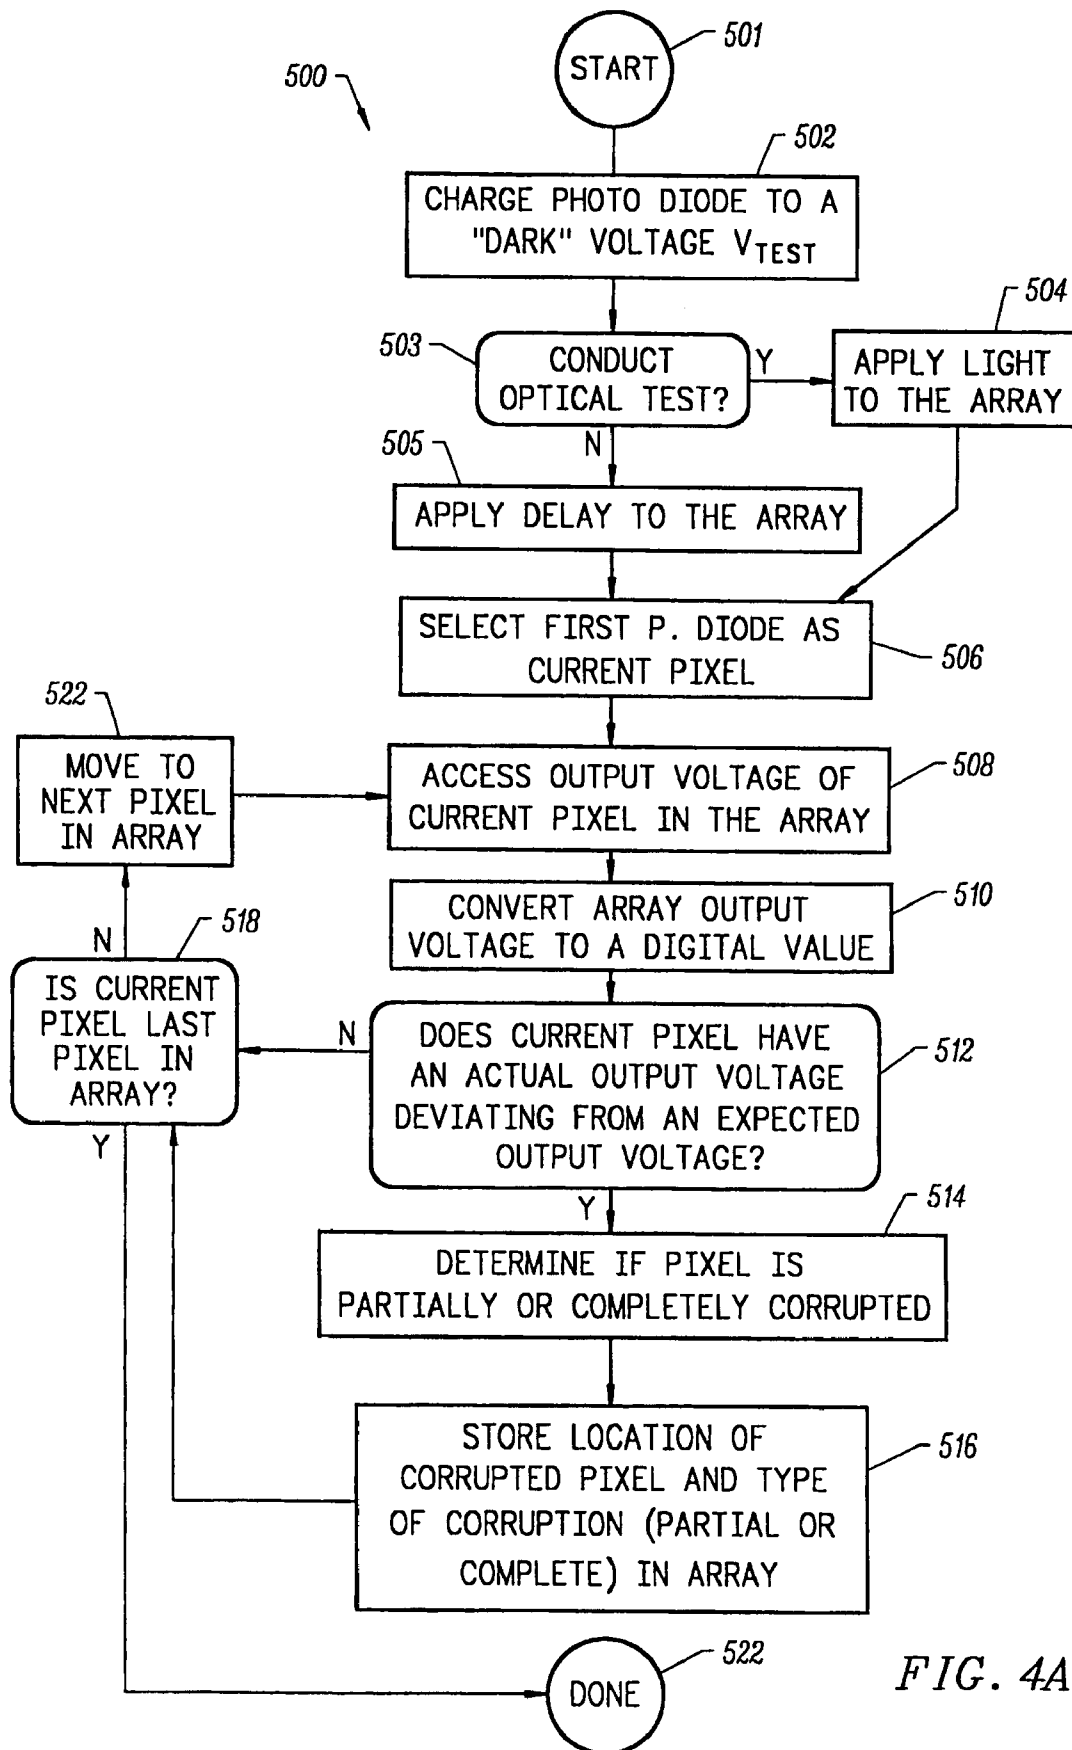 501
START
500
502
CHARGE PHOTO DIODE TO A
"DARK" VOLTAGE VTEST
504
503
CONDUCT
OPTICAL TEST?
Y
APPLY LIGHT
TO THE ARRAY
N
505
APPLY DELAY TO THE ARRAY
SELECT FIRST P. DIODE AS
CURRENT PIXEL
506
522
MOVE TO
NEXT PIXEL
IN ARRAY
ACCESS OUTPUT VOLTAGE OF
CURRENT PIXEL IN THE ARRAY
508
CONVERT ARRAY OUTPUT
VOLTAGE TO A DIGITAL VALUE
510
N
518
IS CURRENT
PIXEL LAST
PIXEL IN
ARRAY?
Y
N
DOES CURRENT PIXEL HAVE
AN ACTUAL OUTPUT VOLTAGE
DEVIATING FROM AN EXPECTED
OUTPUT VOLTAGE?
512
Y
514
DETERMINE IF PIXEL IS
PARTIALLY OR COMPLETELY CORRUPTED
STORE LOCATION OF
CORRUPTED PIXEL AND TYPE
OF CORRUPTION (PARTIAL OR
COMPLETE) IN ARRAY
516
522
DONE
FIG. 4A